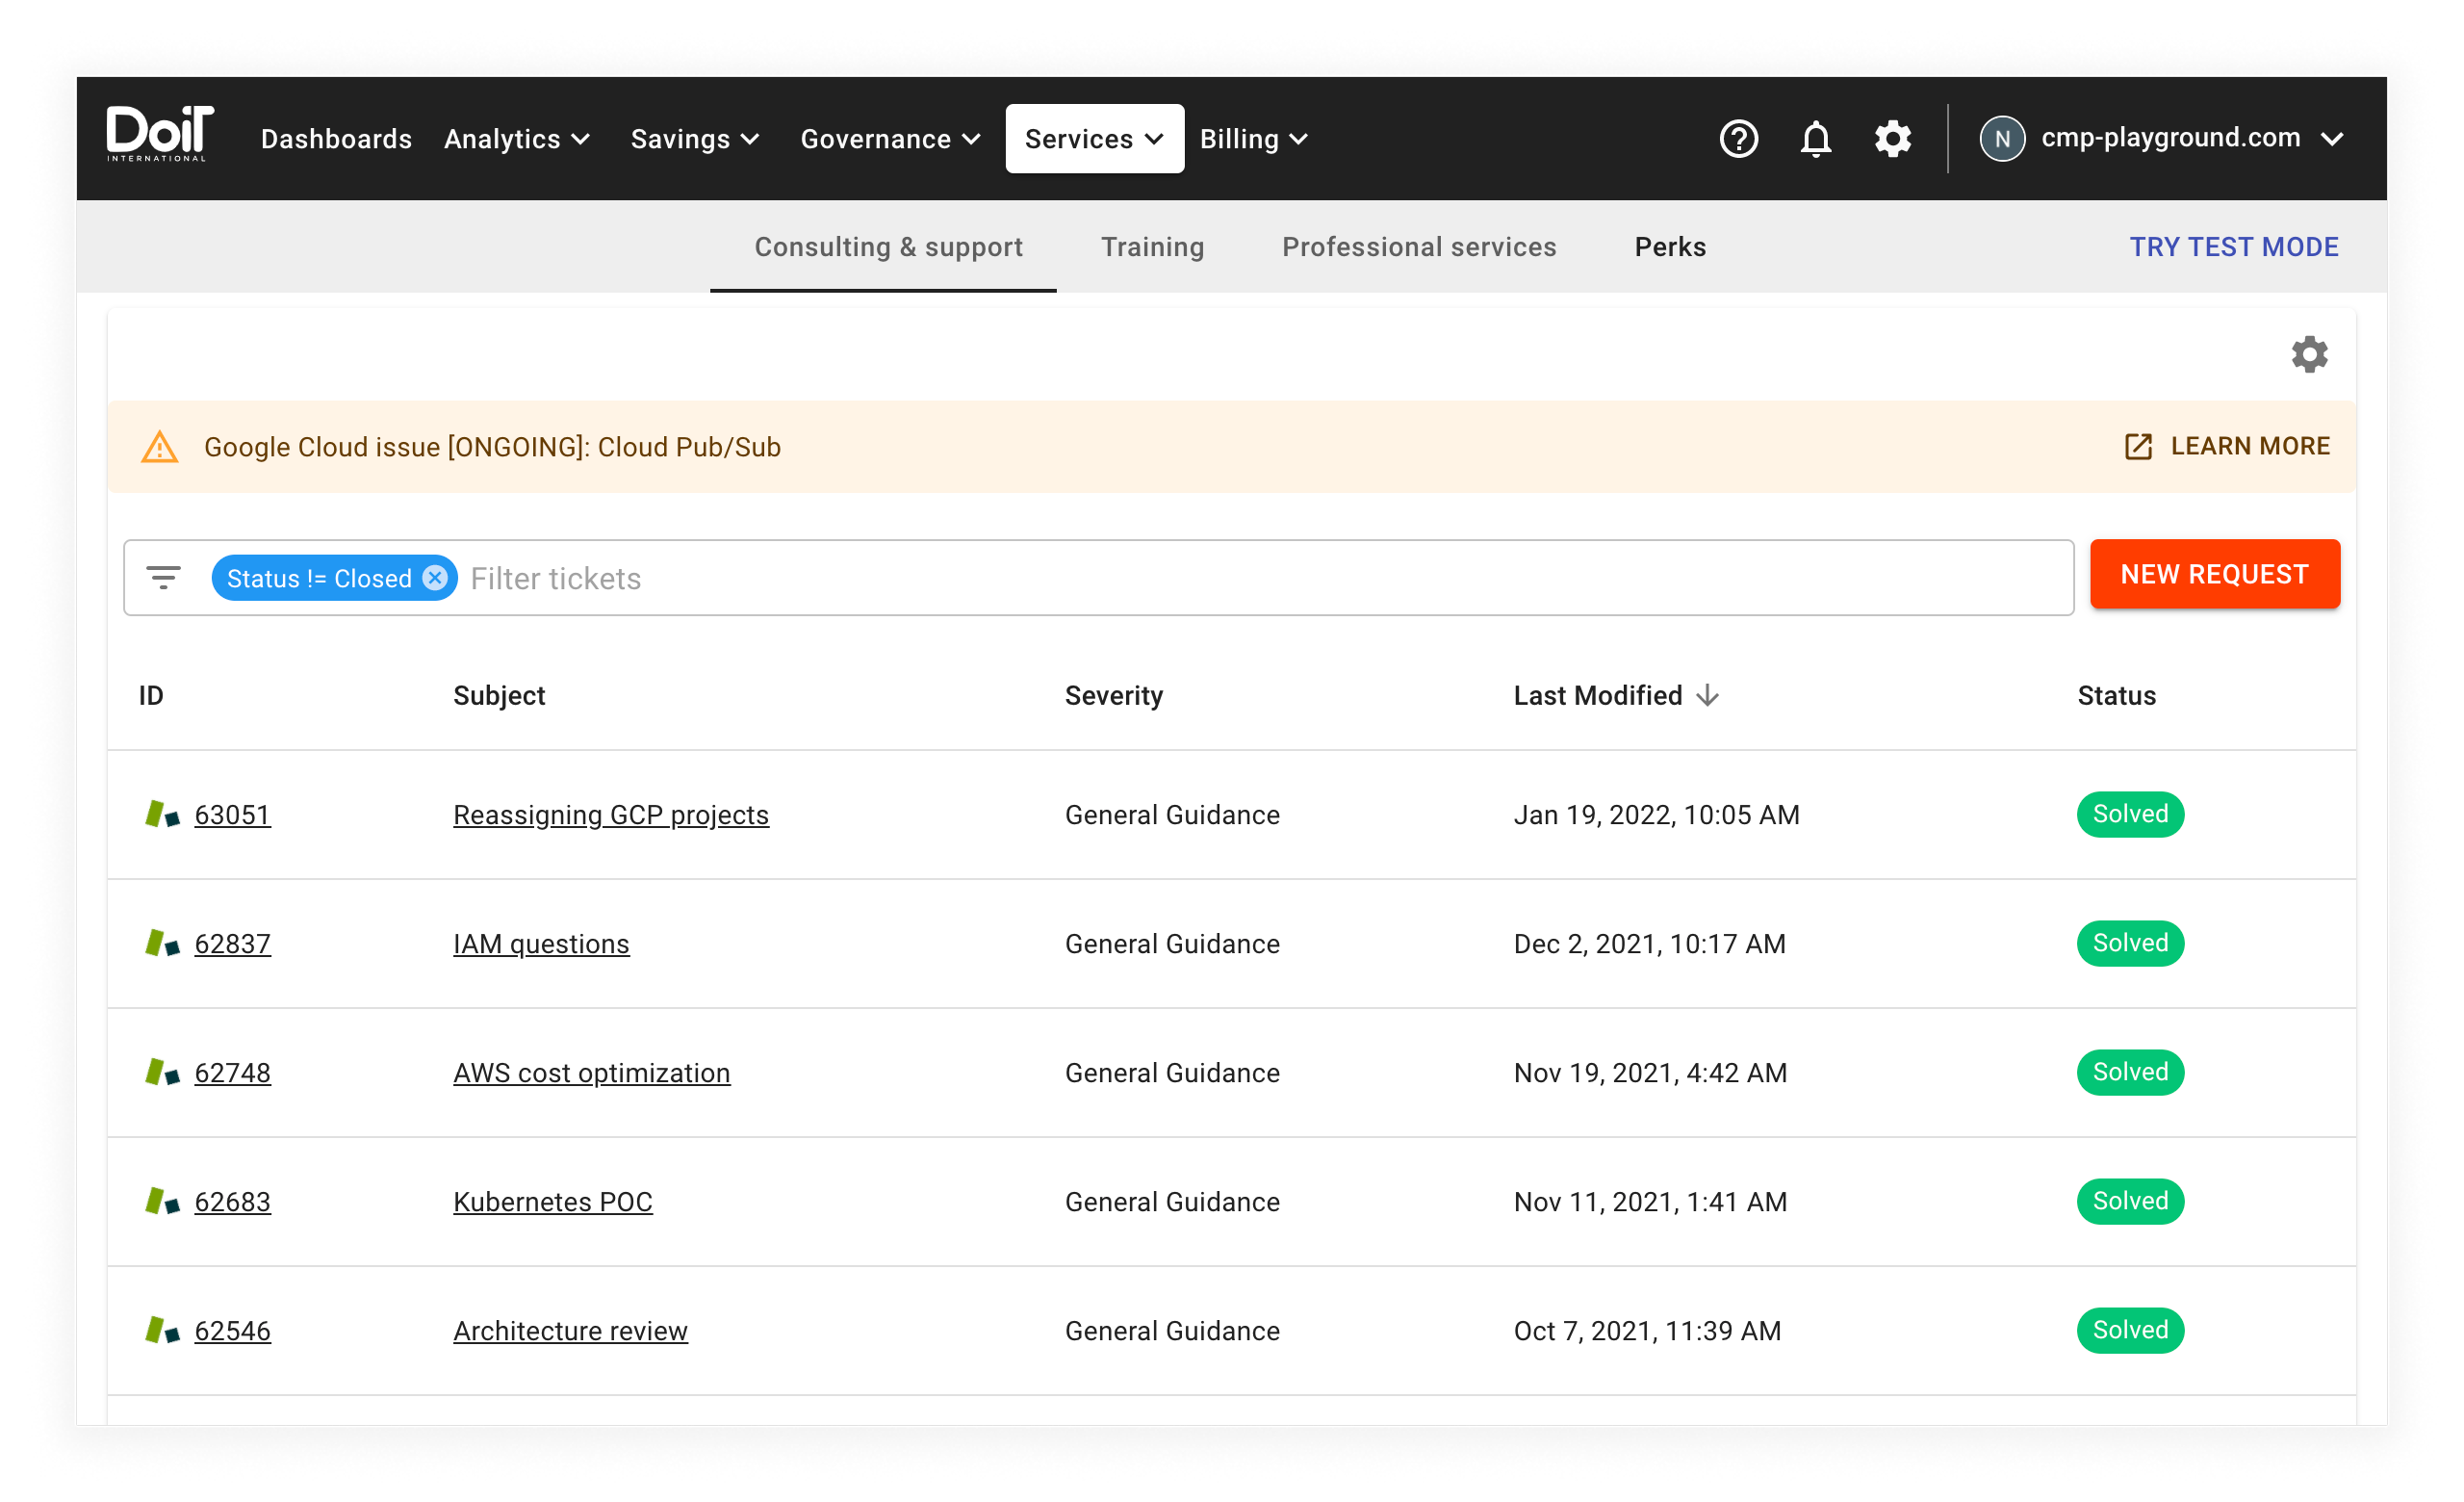 DoiT
INTERNATIONAL
Dashboards Analytics Savings Governance Services Billing N cmp-playground.com
Consulting & support Training Professional services Perks TRY TEST MODE
Google Cloud issue [ONGOING]: Cloud Pub/Sub LEARN MORE
Status != Closed Filter tickets NEW REQUEST
ID Subject Severity Last Modified Status
63051 Reassigning GCP projects General Guidance Jan 19, 2022, 10:05 AM Solved
62837 IAM questions General Guidance Dec 2, 2021, 10:17 AM Solved
62748 AWS cost optimization General Guidance Nov 19, 2021, 4:42 AM Solved
62683 Kubernetes POC General Guidance Nov 11, 2021, 1:41 AM Solved
62546 Architecture review General Guidance Oct 7, 2021, 11:39 AM Solved